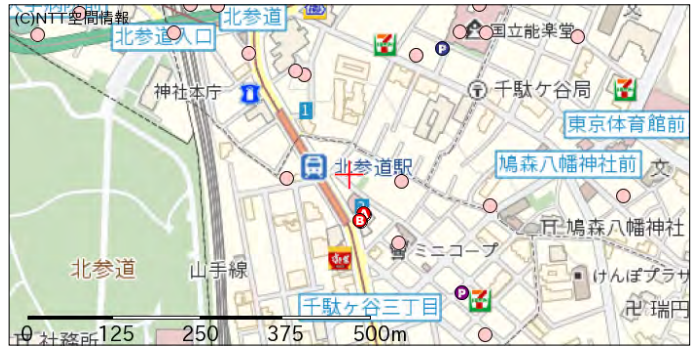 (C)NTT空間情報
北参道
北参道入口
国立能楽堂
P
神社本庁
1
千駄ケ谷局
東京体育館前
北参道駅
鳩森八幡神社前
文
2
B
鳩森八幡神社
ミニコープ
北参道
山手線
けんぽプラザ
千駄ヶ谷三丁目
P
卍 瑞円
0 125 250 375 500m
社務所